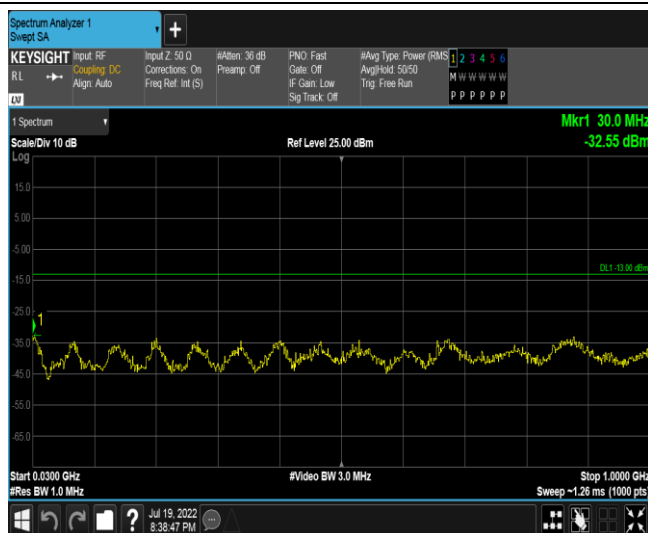 Spectrum Analyzer 1
Swept SA
+
KEYSIGHT
RL
LXI
Input: RF
Coupling: DC
Align: Auto
Input Z: 50 Ω
Corrections: On
Freq Ref: Int (S)
#Atten: 36 dB
Preamp: Off
PNO: Fast
Gate: Off
IF Gain: Low
Sig Track: Off
#Avg Type: Power (RMS
Avg|Hold: 50/50
Trig: Free Run
1 2 3 4 5 6
M W W W W W
P P P P P P
1 Spectrum
Scale/Div 10 dB
Ref Level 25.00 dBm
Mkr1 30.0 MHz
-32.55 dBm
Log
15.0
5.00
-5.00
DL1 -13.00 dBm
-15.0
-25.0
1
-35.0
-45.0
-55.0
-65.0
Start 0.0300 GHz
#Video BW 3.0 MHz
Stop 1.0000 GHz
#Res BW 1.0 MHz
Sweep ~1.26 ms (1000 pts)
?
Jul 19, 2022
8:38:47 PM